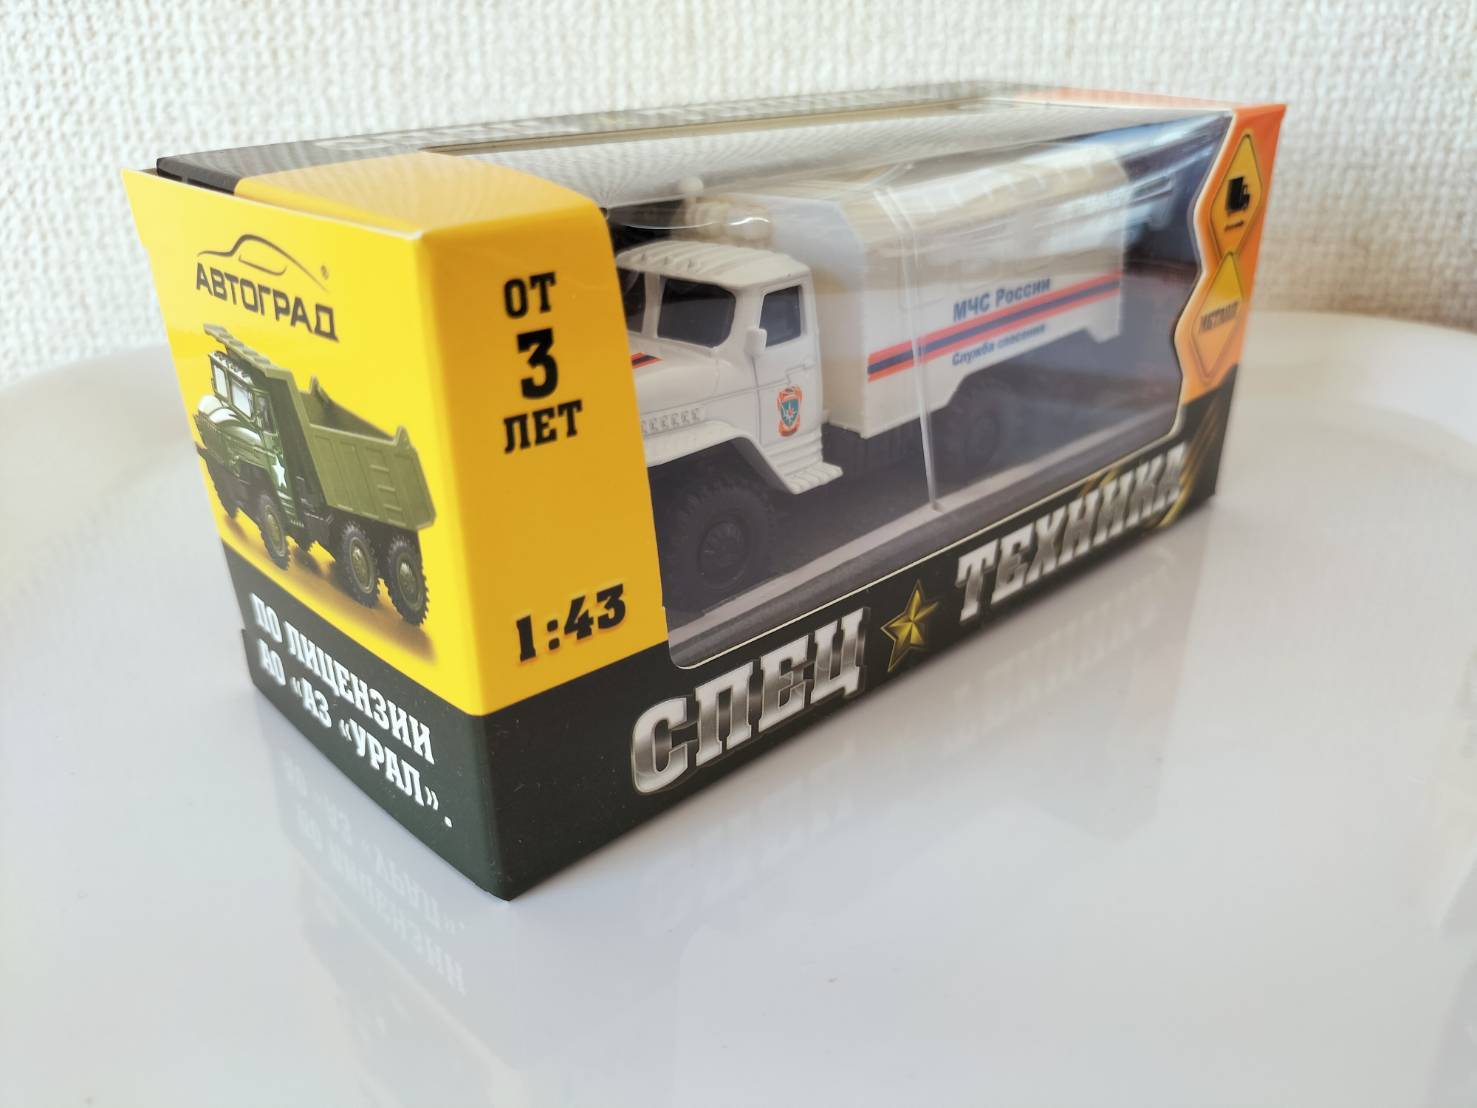 АВТОГРАД
ОТ
3
ЛЕТ
1:43
ПО ЛИЦЕНЗИИ
АО «АЗ «УРАЛ».
МЧС России
Служба спасения
СПЕЦ ТЕХНИКА
МЕТАЛЛ